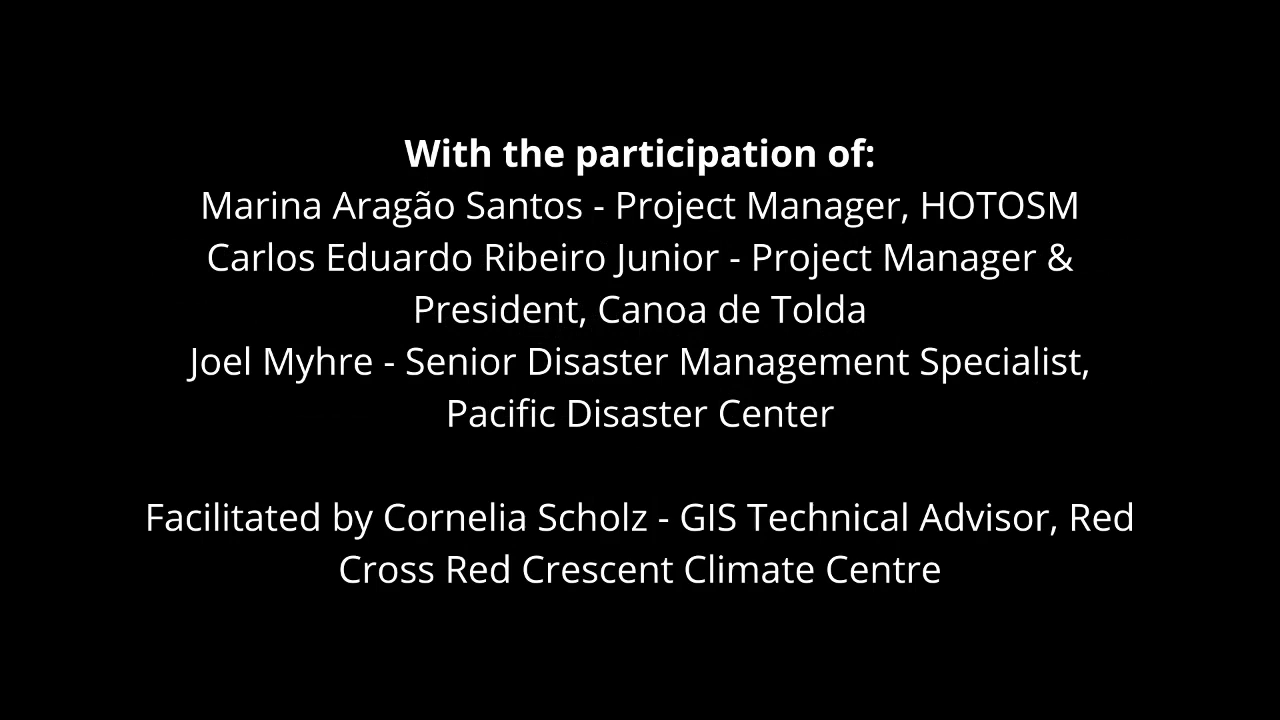 With the participation of:
Marina Aragão Santos - Project Manager, HOTOSM
Carlos Eduardo Ribeiro Junior - Project Manager &
President, Canoa de Tolda
Joel Myhre - Senior Disaster Management Specialist,
Pacific Disaster Center
Facilitated by Cornelia Scholz - GIS Technical Advisor, Red
Cross Red Crescent Climate Centre